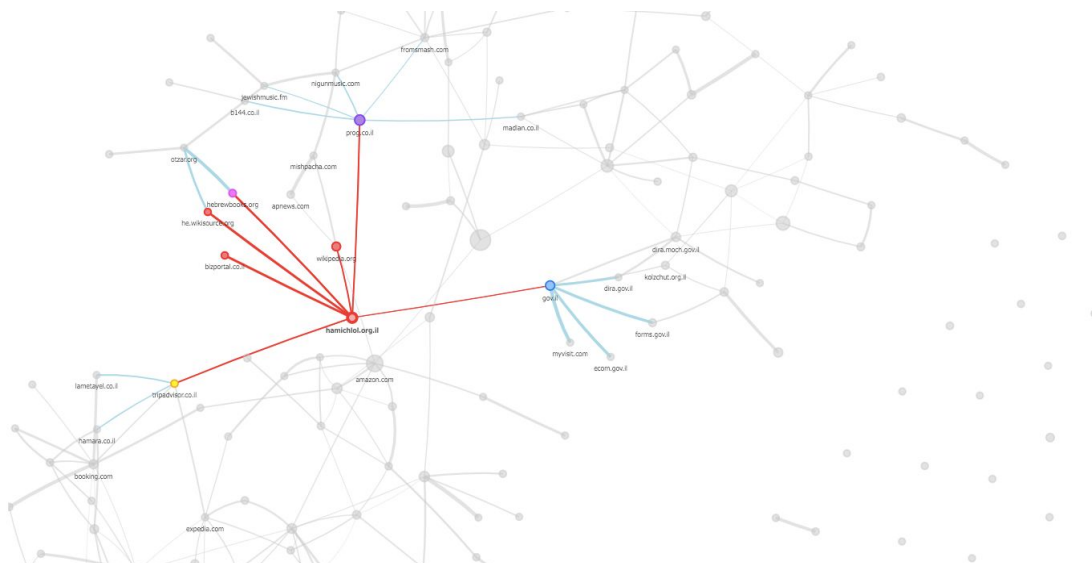 fromsmash.com
nigunmusic.com
jewishmusic.fm
b144.co.il
prog.co.il
madlan.co.il
otzar.org
mishpacha.com
hebrewbooks.org
apnews.com
he.wikisource.org
dira.moch.gov.il
wikipedia.org
bizportal.co.il
kolzchut.org.il
dira.gov.il
gov.il
hamichlol.org.il
forms.gov.il
myvisit.com
ecom.gov.il
amazon.com
lametayel.co.il
tripadvisor.co.il
hamara.co.il
booking.com
expedia.com